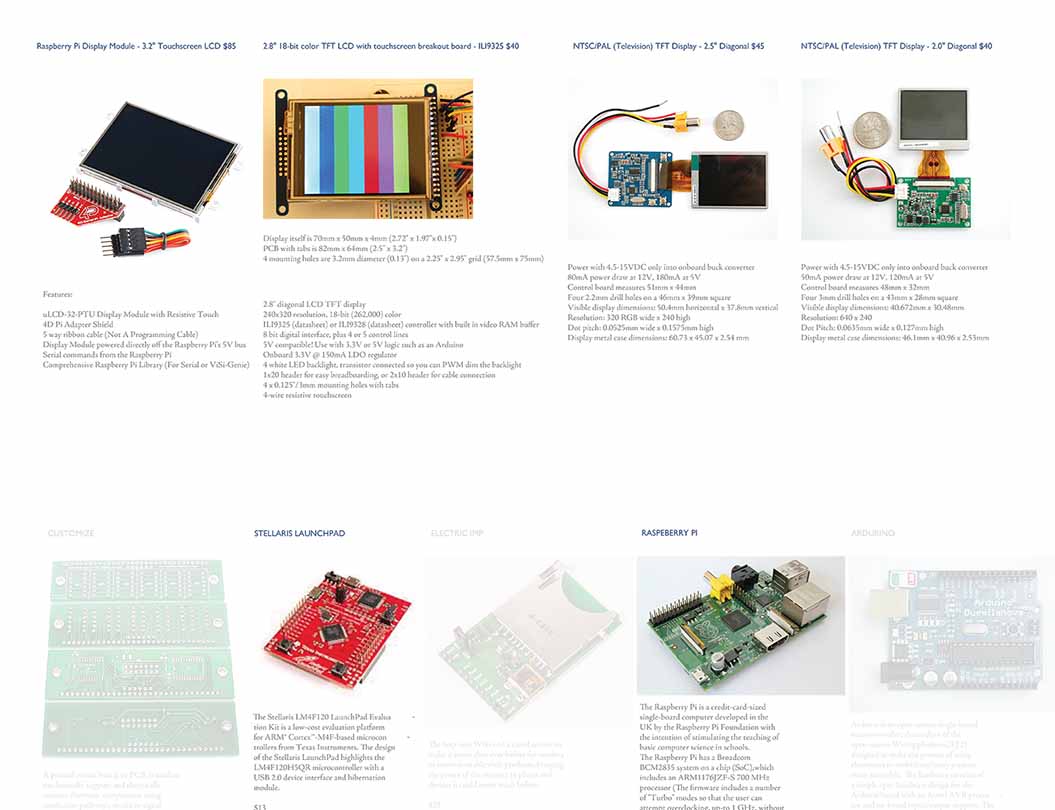 Raspberry Pi Display Module - 3.2" Touchscreen LCD $85
2.8" 18-bit color TFT LCD with touchscreen breakout board - ILI9325 $40
NTSC/PAL (Television) TFT Display - 2.5" Diagonal $45
NTSC/PAL (Television) TFT Display - 2.0" Diagonal $40
Features:
uLCD-32-PTU Display Module with Resistive Touch
4D Pi Adapter Shield
5 way ribbon cable (Not A Programming Cable)
Display Module powered directly off the Raspberry Pi's 5V bus
Serial commands from the Raspberry Pi
Comprehensive Raspberry Pi Library (For Serial or ViSi-Genie)
Display itself is 70mm x 50mm x 4mm (2.72" x 1.97"x 0.15")
PCB with tabs is 82mm x 64mm (2.5" x 3.2")
4 mounting holes are 3.2mm diameter (0.13") on a 2.25" x 2.95" grid (57.5mm x 75mm)
2.8" diagonal LCD TFT display
240x320 resolution, 18-bit (262,000) color
ILI9325 (datasheet) or ILI9328 (datasheet) controller with built in video RAM buffer
8 bit digital interface, plus 4 or 5 control lines
5V compatible! Use with 3.3V or 5V logic such as an Arduino
Onboard 3.3V @ 150mA LDO regulator
4 white LED backlight, transistor connected so you can PWM dim the backlight
1x20 header for easy breadboarding, or 2x10 header for cable connection
4 x 0.125"/3mm mounting holes with tabs
4-wire resistive touchscreen
Power with 4.5-15VDC only into onboard buck converter
80mA power draw at 12V, 180mA at 5V
Control board measures 51mm x 44mm
Four 2.2mm drill holes on a 46mm x 39mm square
Visible display dimensions: 50.4mm horizontal x 37.8mm vertical
Resolution: 320 RGB wide x 240 high
Dot pitch: 0.0525mm wide x 0.1575mm high
Display metal case dimensions: 60.73 x 45.07 x 2.54 mm
Power with 4.5-15VDC only into onboard buck converter
50mA power draw at 12V, 120mA at 5V
Control board measures 48mm x 32mm
Four 3mm drill holes on a 43mm x 28mm square
Visible display dimensions: 40.672mm x 30.48mm
Resolution: 640 x 240
Dot Pitch: 0.0635mm wide x 0.127mm high
Display metal case dimensions: 46.1mm x 40.96 x 2.53mm
CUSTOMIZE
STELLARIS LAUNCHPAD
ELECTRIC IMP
RASPEBERRY PI
ARDUINO
Arduino
Duemilanove
The Stellaris LM4F120 LaunchPad Evalua -
tion Kit is a low-cost evaluation platform
for ARM® Cortex™-M4F-based microcon -
trollers from Texas Instruments. The design
of the Stellaris LaunchPad highlights the
LM4F120H5QR microcontroller with a
USB 2.0 device interface and hibernation
module.
$13
The Raspberry Pi is a credit-card-sized
single-board computer developed in the
UK by the Raspberry Pi Foundation with
the intention of stimulating the teaching of
basic computer science in schools.
The Raspberry Pi has a Broadcom
BCM2835 system on a chip (SoC),which
includes an ARM1176JZF-S 700 MHz
processor (The firmware includes a number
of "Turbo" modes so that the user can
attempt overclocking, up-to 1 GHz, without